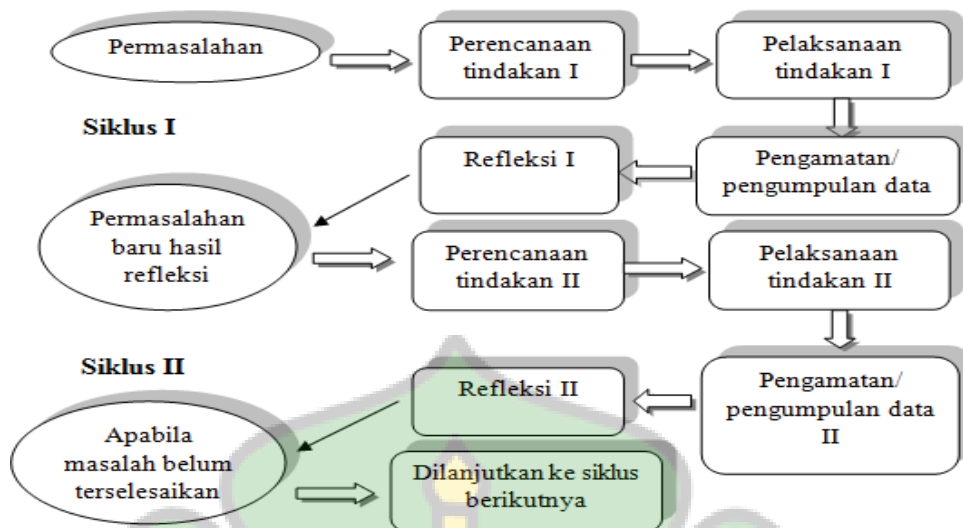 Permasalahan
Perencanaan
tindakan I
Pelaksanaan
tindakan I
Siklus I
Refleksi I
Pengamatan/
pengumpulan data
Permasalahan
baru hasil
refleksi
Perencanaan
tindakan II
Pelaksanaan
tindakan II
Siklus II
Refleksi II
Pengamatan/
pengumpulan data
II
Apabila
masalah belum
terselesaikan
Dilanjutkan ke siklus
berikutnya